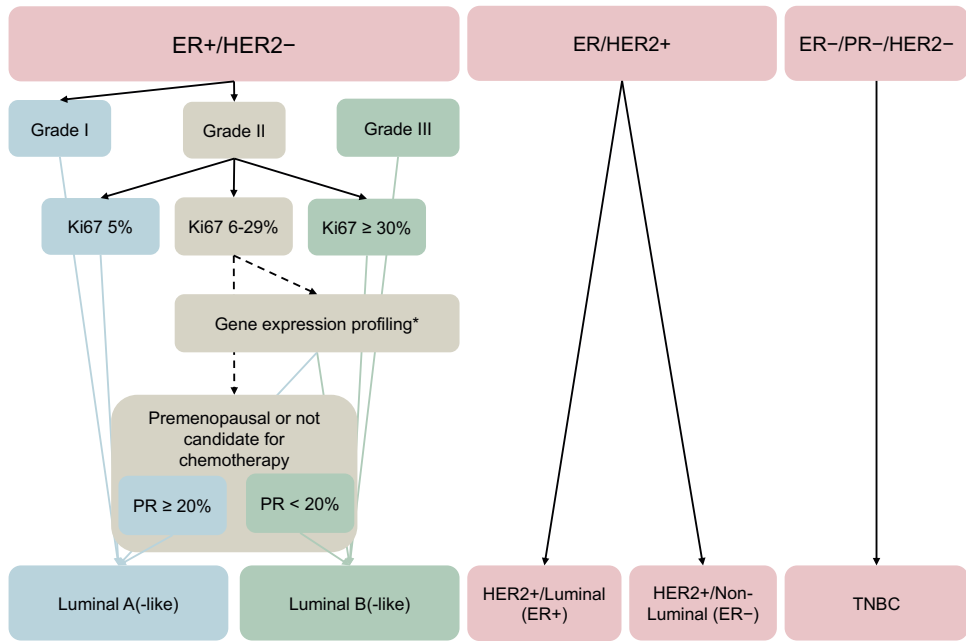 ER+/HER2−
ER/HER2+
ER−/PR−/HER2−
Grade I
Grade II
Grade III
Ki67 5%
Ki67 6-29%
Ki67 ≥ 30%
Gene expression profiling*
Premenopausal or not
candidate for
chemotherapy
PR ≥ 20%
PR < 20%
Luminal A(-like)
Luminal B(-like)
HER2+/Luminal
(ER+)
HER2+/Non-
Luminal (ER−)
TNBC